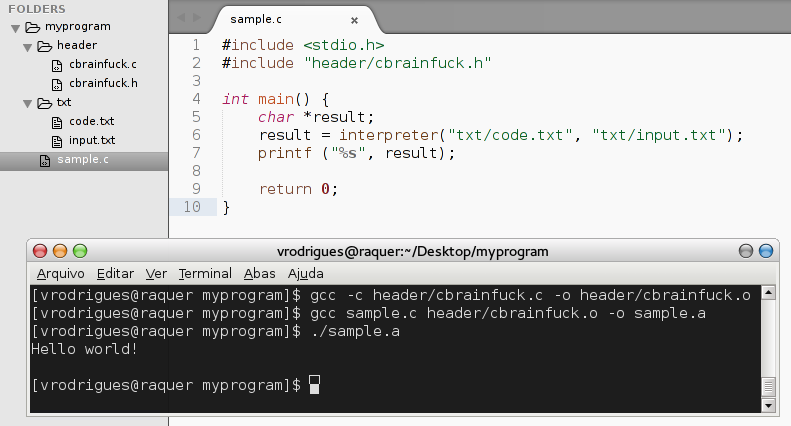 FOLDERS
myprogram
header
cbrainfuck.c
cbrainfuck.h
txt
code.txt
input.txt
sample.c
sample.c ×
1 #include <stdio.h>
2 #include "header/cbrainfuck.h"
3
4 int main() {
5 char *result;
6 result = interpreter("txt/code.txt", "txt/input.txt");
7 printf ("%s", result);
8
9 return 0;
10 }
vrodrigues@raquer:~/Desktop/myprogram
Arquivo Editar Ver Terminal Abas Ajuda
[vrodrigues@raquer myprogram]$ gcc -c header/cbrainfuck.c -o header/cbrainfuck.o
[vrodrigues@raquer myprogram]$ gcc sample.c header/cbrainfuck.o -o sample.a
[vrodrigues@raquer myprogram]$ ./sample.a
Hello world!
[vrodrigues@raquer myprogram]$